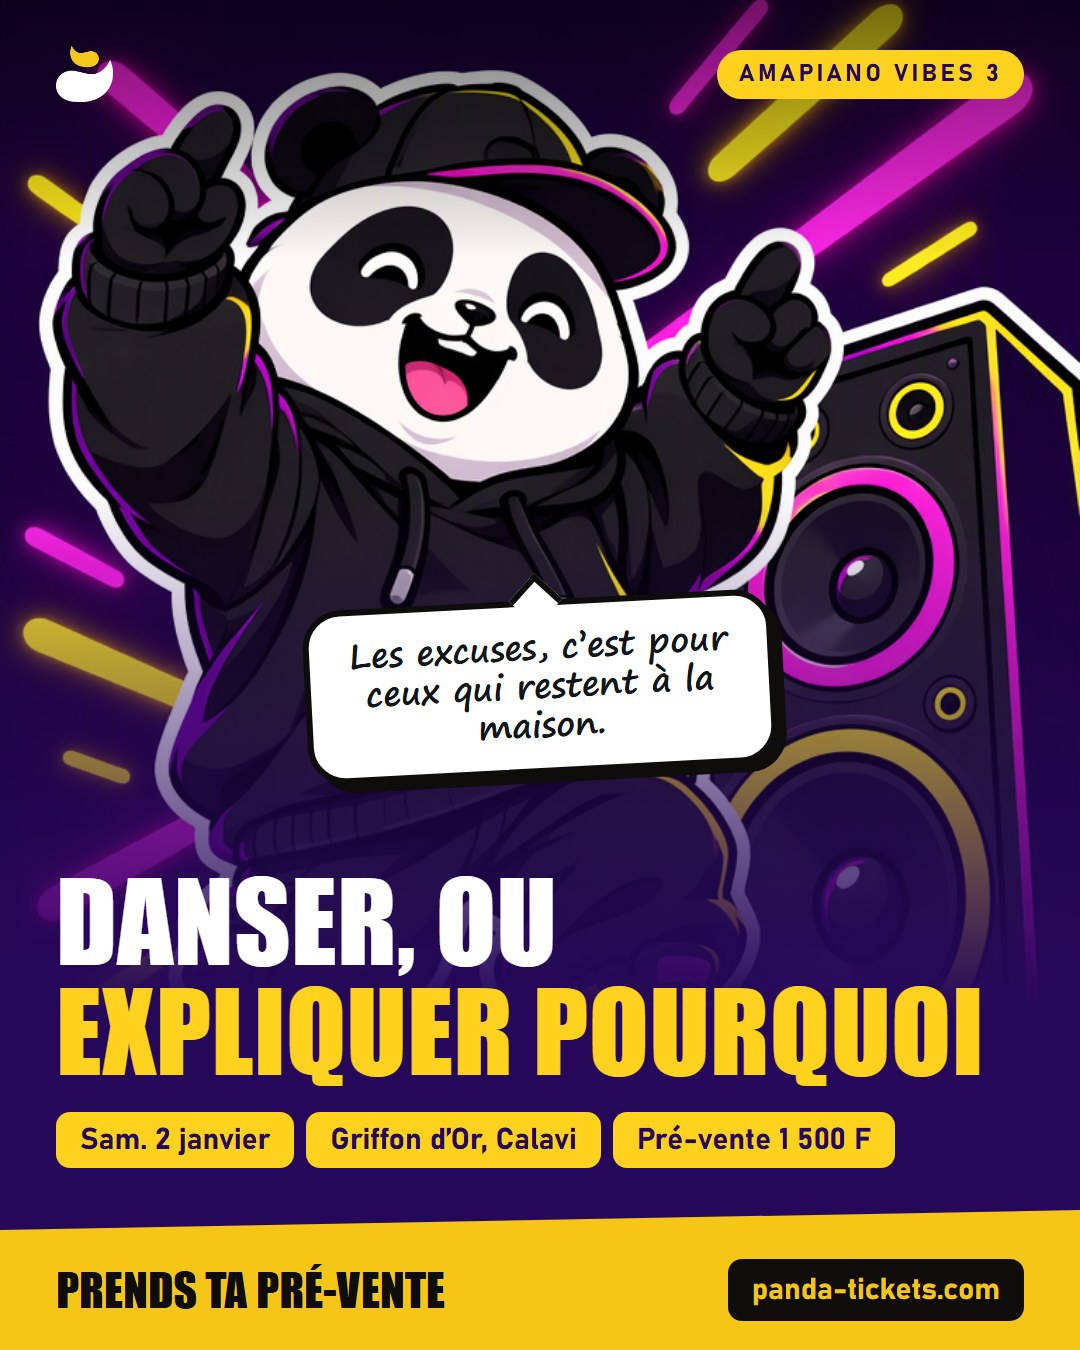 AMAPIANO VIBES 3
Les excuses, c’est pour
ceux qui restent à la
maison.
DANSER, OU
EXPLIQUER POURQUOI
Sam. 2 janvier
Griffon d’Or, Calavi
Pré-vente 1 500 F
PRENDS TA PRÉ-VENTE
panda-tickets.com